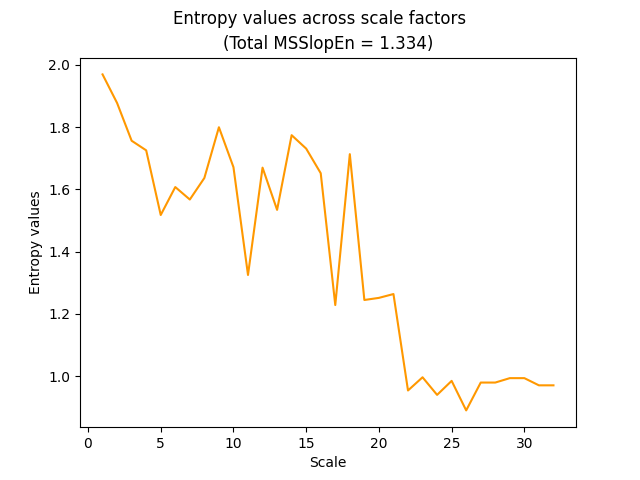 Entropy values across scale factors
(Total MSSlopEn = 1.334)
2.0
1.8
1.6
1.4
1.2
1.0
Entropy values
0 5 10 15 20 25 30
Scale